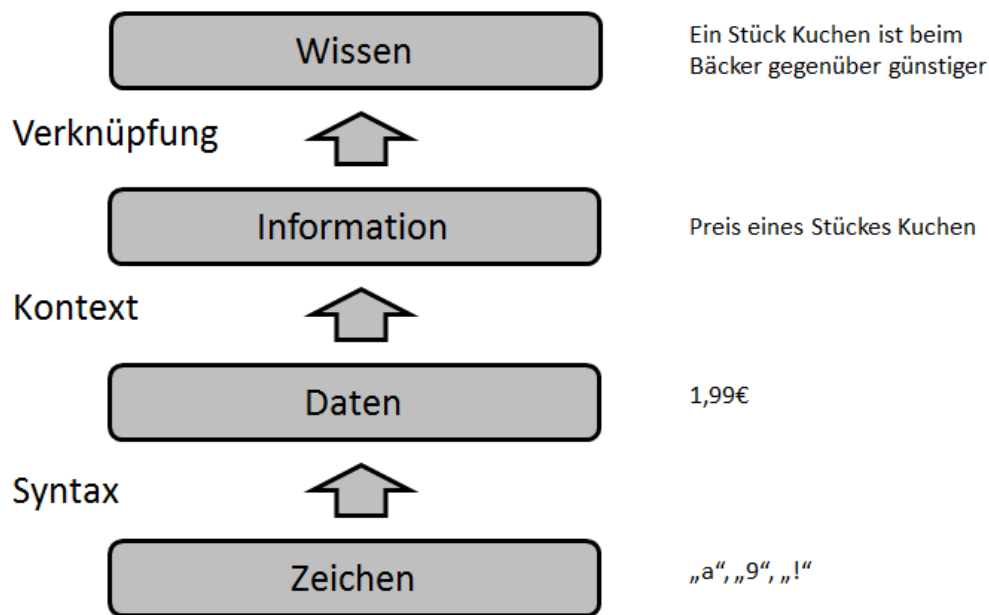 Wissen
Ein Stück Kuchen ist beim
Bäcker gegenüber günstiger
Verknüpfung
Information
Preis eines Stückes Kuchen
Kontext
Daten
1,99€
Syntax
Zeichen
„a“, „9“, „!“